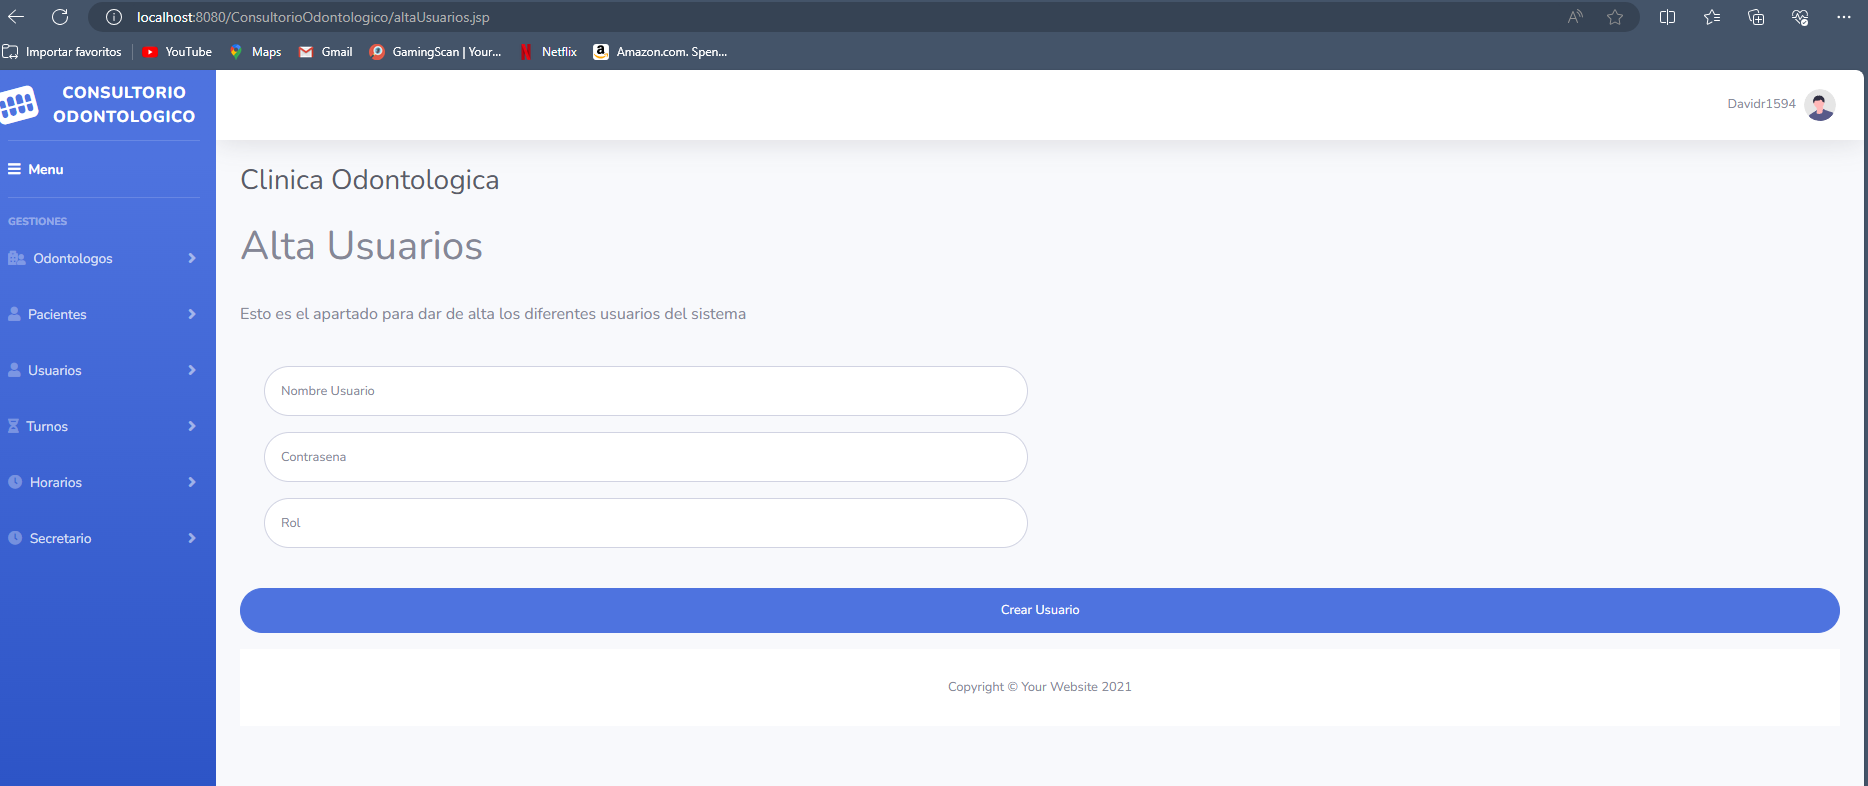 localhost:8080/ConsultorioOdontologico/altaUsuarios.jsp
Importar favoritos YouTube Maps Gmail GamingScan | Your... Netflix Amazon.com. Spen...
CONSULTORIO
ODONTOLOGICO
Davidr1594
Menu
GESTIONES
Odontologos
Pacientes
Usuarios
Turnos
Horarios
Secretario
Clinica Odontologica
Alta Usuarios
Esto es el apartado para dar de alta los diferentes usuarios del sistema
Nombre Usuario
Contrasena
Rol
Crear Usuario
Copyright © Your Website 2021